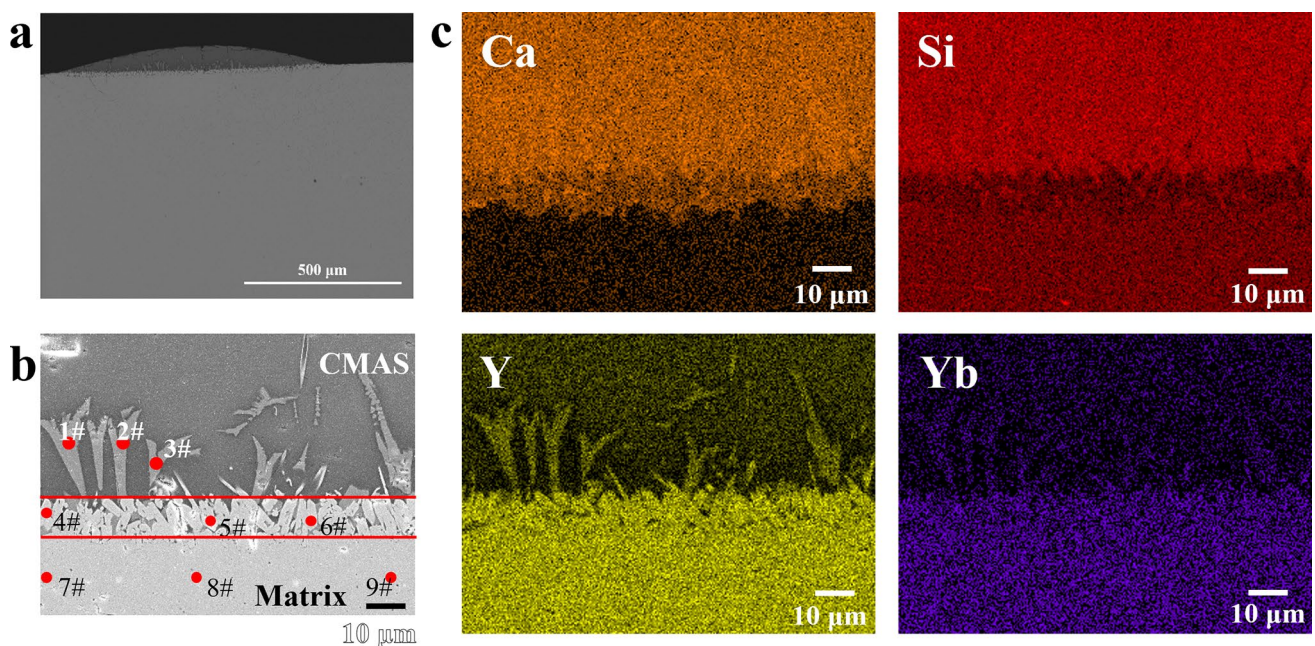 a
500 μm
b
CMAS
1#
2#
3#
4#
5#
6#
7#
8#
9#
Matrix
10 μm
c
Ca
10 μm
Si
10 μm
Y
10 μm
Yb
10 μm